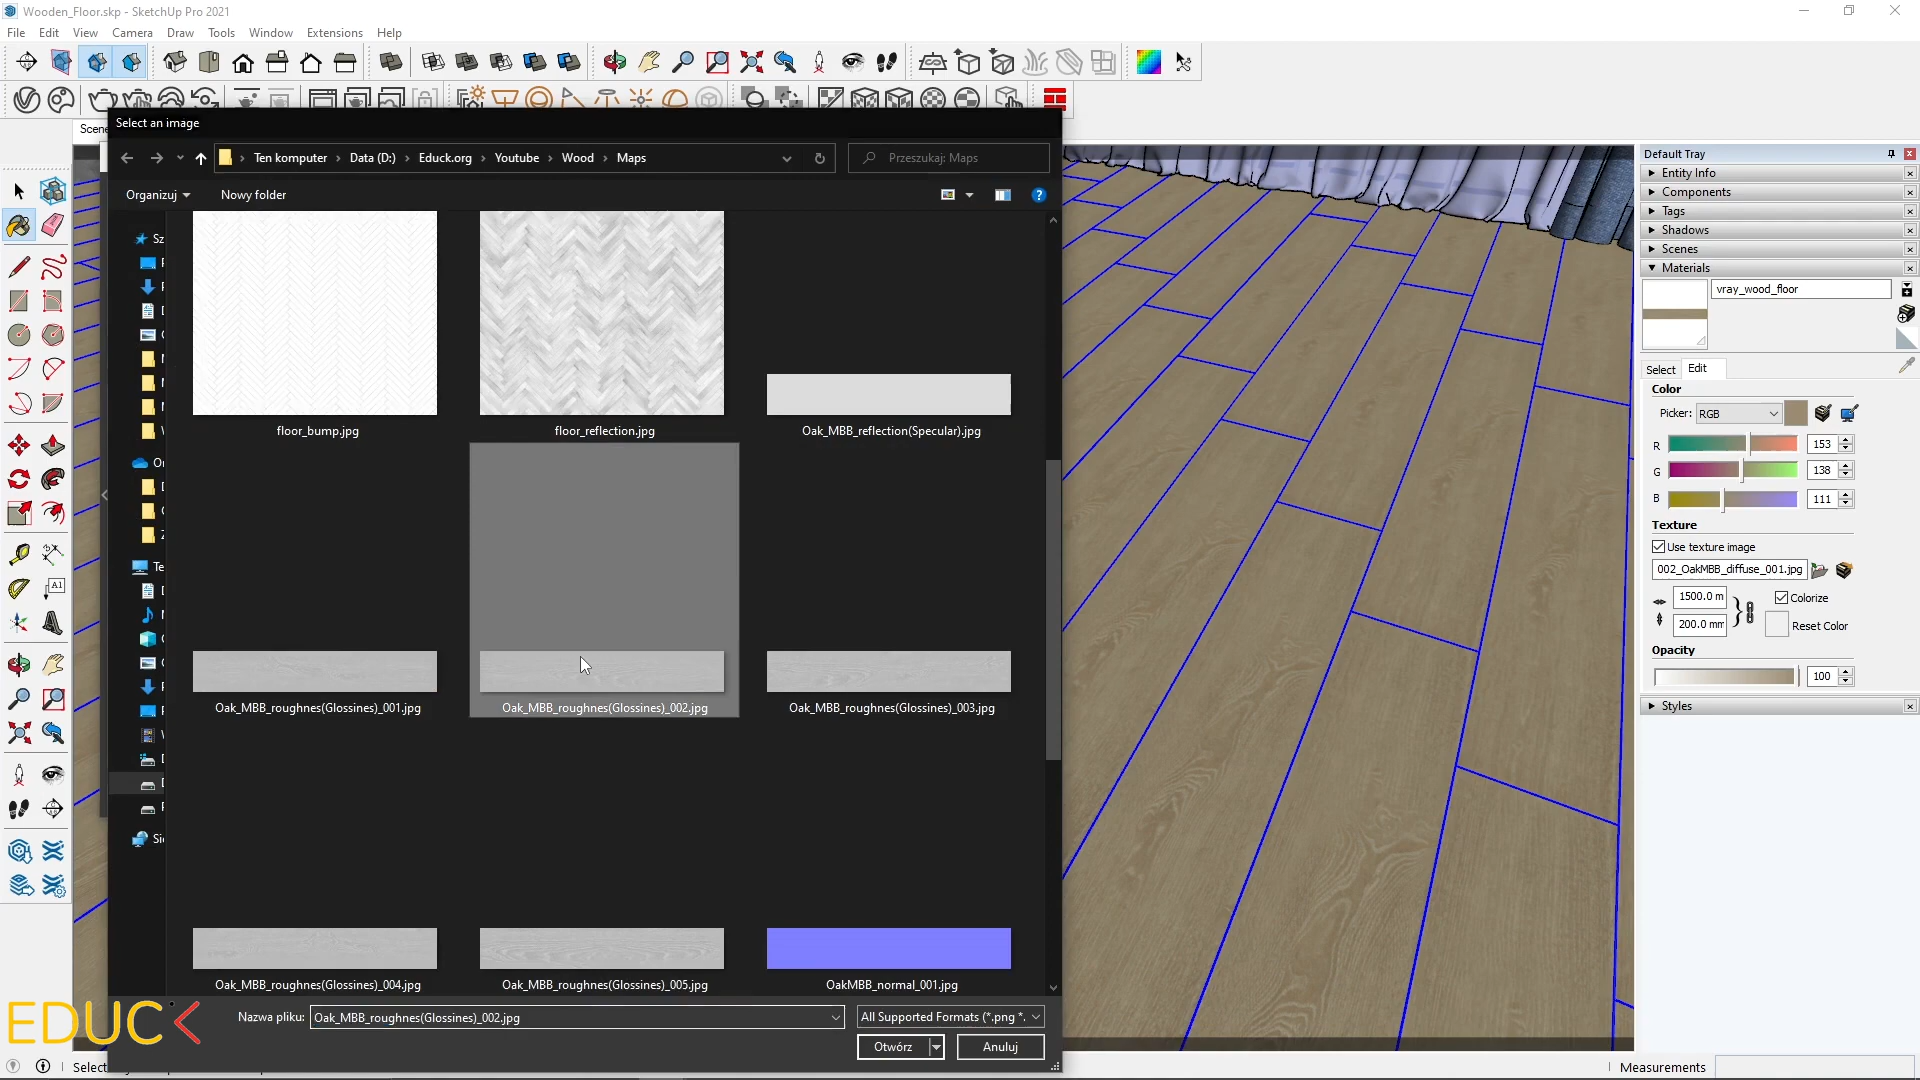 Wooden_Floor.skp - SketchUp Pro 2021
File Edit View Camera Draw Tools Window Extensions Help
Select an image
Ten komputer › Data (D:) › Educk.org › Youtube › Wood › Maps
Przeszukaj: Maps
Organizuj
Nowy folder
floor_bump.jpg
floor_reflection.jpg
Oak_MBB_reflection(Specular).jpg
Oak_MBB_roughnes(Glossines)_001.jpg
Oak_MBB_roughnes(Glossines)_002.jpg
Oak_MBB_roughnes(Glossines)_003.jpg
Oak_MBB_roughnes(Glossines)_004.jpg
Oak_MBB_roughnes(Glossines)_005.jpg
OakMBB_normal_001.jpg
Nazwa pliku: Oak_MBB_roughnes(Glossines)_002.jpg
All Supported Formats (*.png *.
Otwórz
Anuluj
Default Tray
Entity Info
Components
Tags
Shadows
Scenes
Materials
vray_wood_floor
Select Edit
Color
Picker: RGB
R 153
G 138
B 111
Texture
Use texture image
002_OakMBB_diffuse_001.jpg
1500.0 m
Colorize
200.0 mm
Reset Color
Opacity
100
Styles
EDUCK
Select
Measurements